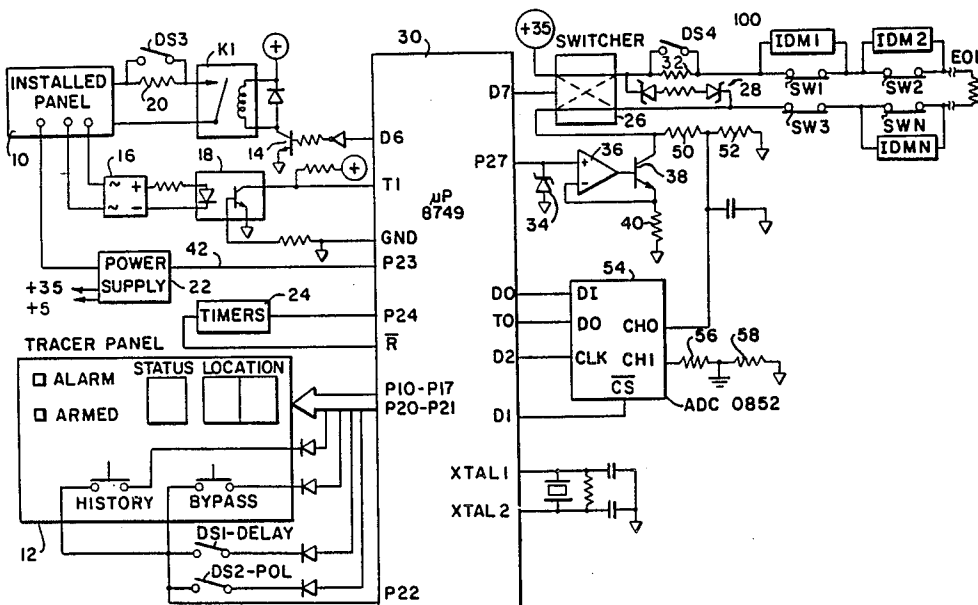 DS3
K1
+
30
+35
SWITCHER
DS4
100
IDM1
IDM2
EOL
INSTALLED
PANEL
20
32
D7
28
SW1
SW2
26
SW3
SWN
IDMN
10
14
D6
16
18
+
T1
50
52
P27
36
+
-
38
~ +
~ -
μP
8749
34
40
GND
42
P23
POWER
SUPPLY
22
+35
+5
54
24
TIMERS
P24
R
D0
DI
T0
DO
CH0
56
58
D2
CLK
CH1
CS
ADC 0852
D1
TRACER PANEL
STATUS
LOCATION
ALARM
ARMED
P10-P17
P20-P21
HISTORY
BYPASS
12
XTAL1
XTAL2
DS1-DELAY
DS2-POL
P22